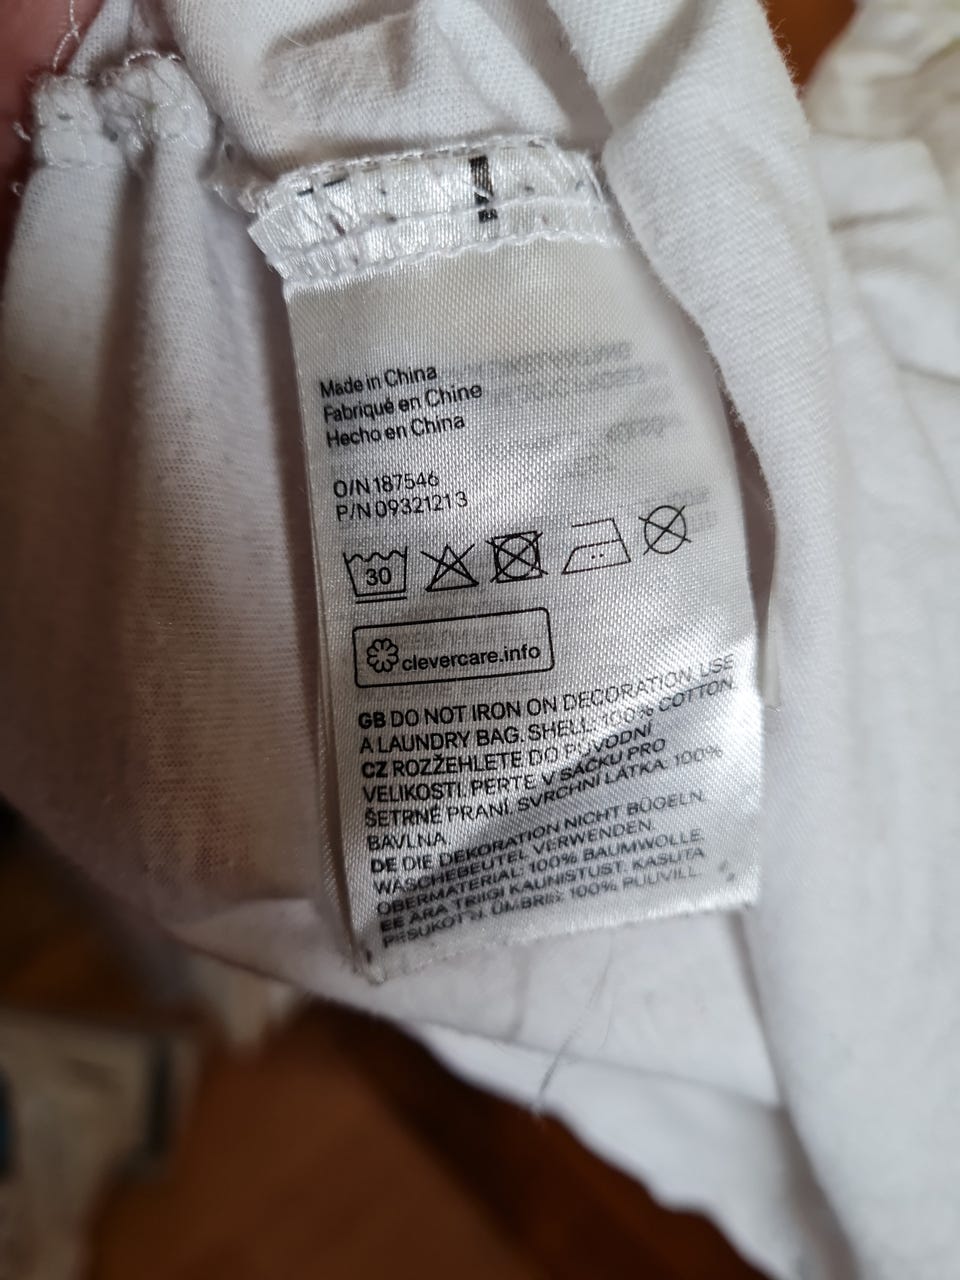 Made in China
Fabriqué en Chine
Hecho en China
O/N 187546
P/N 09321213
30
clevercare.info
GB DO NOT IRON ON DECORATION. USE
A LAUNDRY BAG. SHELL: 100% COTTON.
CZ ROZŽEHLETE DO PŮVODNÍ
VELIKOSTI. PERTE V SÁČKU PRO
ŠETRNÉ PRANÍ. SVRCHNÍ LÁTKA. 100%
BAVLNA.
DE DIE DEKORATION NICHT BÜGELN.
WÄSCHEBEUTEL VERWENDEN.
OBERMATERIAL: 100% BAUMWOLLE.
EE ÄRA TRIIGI KAUNISTUST. KASUTA
PESUKOTTI. ÜMBRIS: 100% PUUVILL.